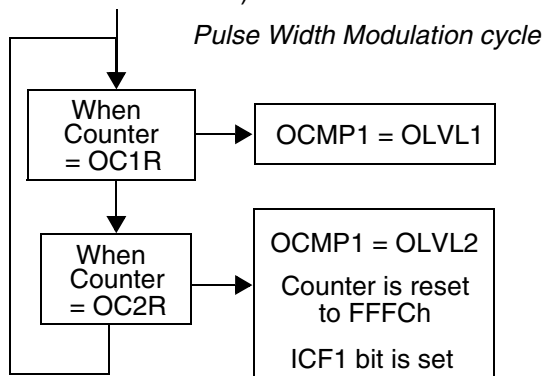 Pulse Width Modulation cycle
When
Counter
= OC1R
OCMP1 = OLVL1
When
Counter
= OC2R
OCMP1 = OLVL2
Counter is reset
to FFFCh
ICF1 bit is set